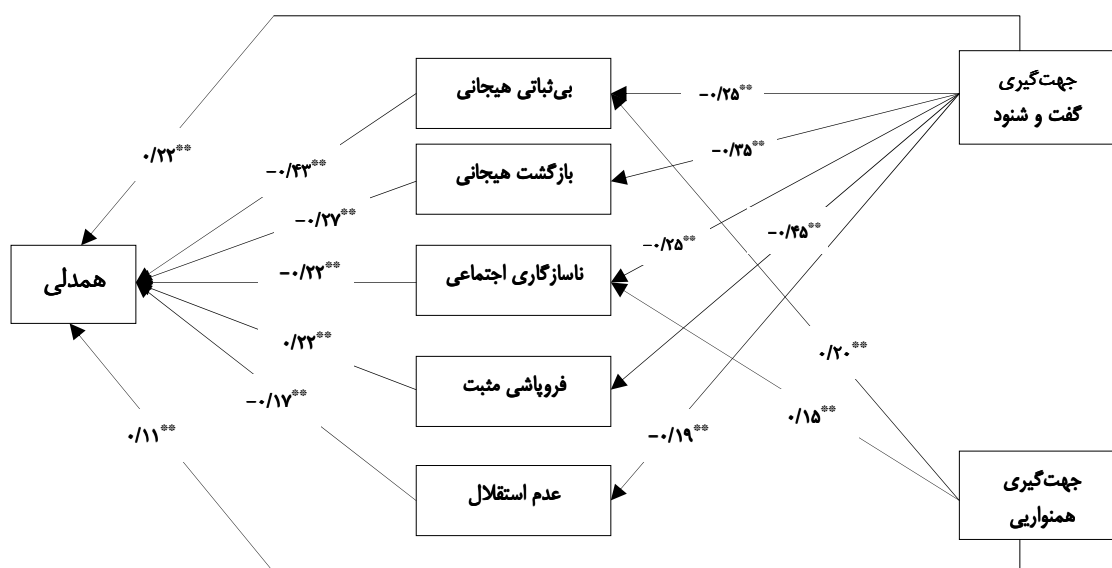 جهت‌گیری
گفت و شنود
بی‌ثباتی هیجانی
-۰/۲۵**
۰/۲۲**
-۰/۴۳**
بازگشت هیجانی
-۰/۳۵**
-۰/۲۷**
-۰/۴۵**
-۰/۲۵**
ناسازگاری اجتماعی
-۰/۲۲**
همدلی
۰/۲۲**
۰/۲۰**
فروپاشی مثبت
-۰/۱۷**
۰/۱۵**
۰/۱۱**
-۰/۱۹**
عدم استقلال
جهت‌گیری
همنواریی